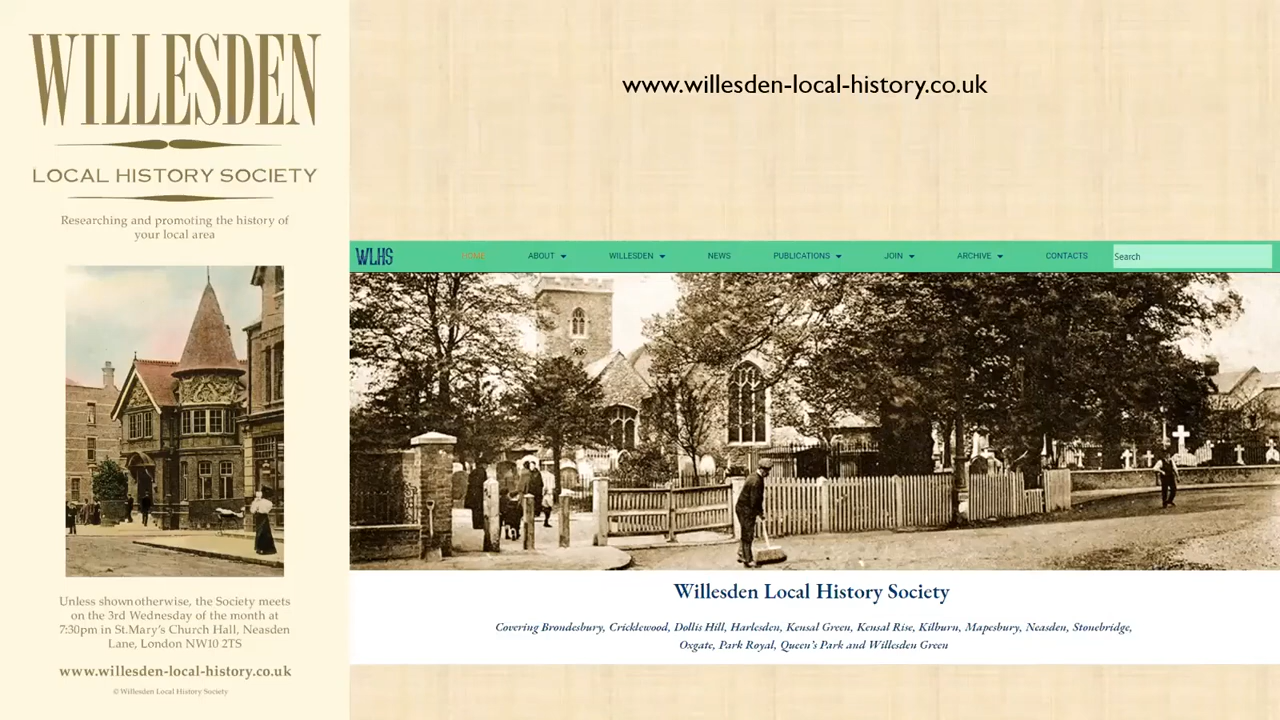 WILLESDEN
LOCAL HISTORY SOCIETY
Researching and promoting the history of
your local area
Unless shown otherwise, the Society meets
on the 3rd Wednesday of the month at
7:30pm in St.Mary's Church Hall, Neasden
Lane, London NW10 2TS
www.willesden-local-history.co.uk
© Willesden Local History Society
www.willesden-local-history.co.uk
WLHS HOME ABOUT WILLESDEN NEWS PUBLICATIONS JOIN ARCHIVE CONTACTS Search
Willesden Local History Society
Covering Brondesbury, Cricklewood, Dollis Hill, Harlesden, Kensal Green, Kensal Rise, Kilburn, Mapesbury, Neasden, Stonebridge,
Oxgate, Park Royal, Queen's Park and Willesden Green